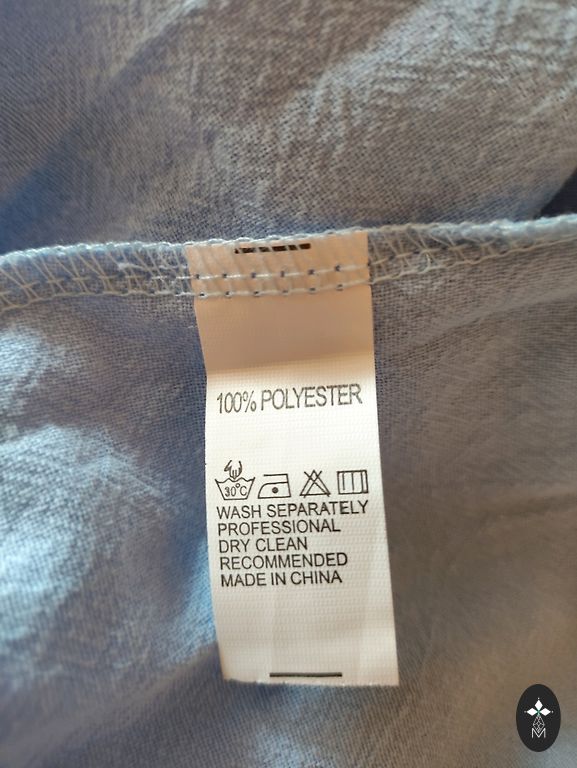 100% POLYESTER
30°C
WASH SEPARATELY
PROFESSIONAL
DRY CLEAN
RECOMMENDED
MADE IN CHINA
M